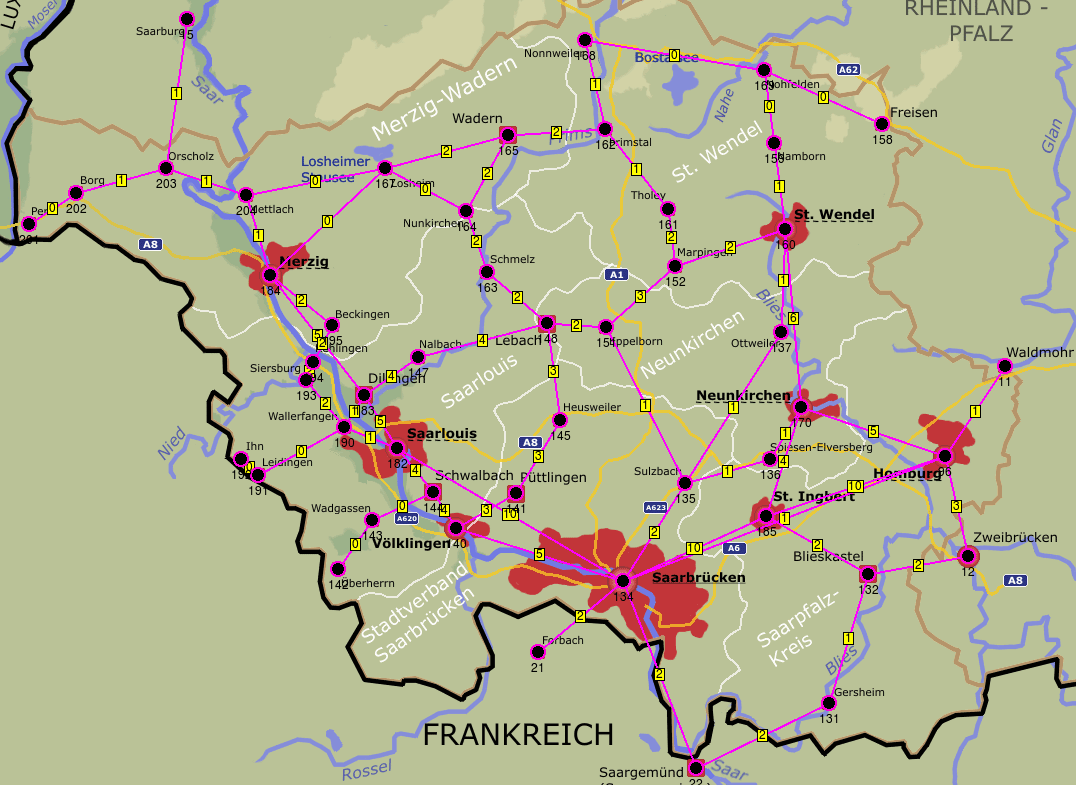 RHEINLAND -
PFALZ
LUX
Mosel
Saarburg
15
Saar
1
Merzig-Wadern
Nonnweiler
168
0
Bostalsee
A62
169
Nohfelden
0
0
1
Nahe
Freisen
158
Glan
Wadern
165
2
2
Prims
162
Primstal
St. Wendel
159
Namborn
Orscholz
203
Losheimer
Stausee
167
Losheim
0
0
2
1
Borg
202
1
1
0
204
Mettlach
Nunkirchen
164
Tholey
161
1
St. Wendel
160
Perl
201
A8
1
0
2
2
2
Marpingen
152
Merzig
184
Schmelz
163
A1
1
2
2
3
Blies
Beckingen
195
5
2
Lebach
148
2
Eppelborn
6
Ottweiler
137
Neunkirchen
Siersburg
193
Nalbach
147
4
4
Saarlouis
3
Waldmohr
11
Dillingen
183
Neunkirchen
170
Wallerfangen
190
2
1
5
Heusweiler
145
1
1
1
5
1
Saarlouis
182
A8
Nied
Ihn
Leidingen
191
0
0
4
3
Spiesen-Elversberg
136
4
Sulzbach
135
1
Homburg
96
Schwalbach
144
Püttlingen
141
St. Ingbert
185
10
3
Wadgassen
143
0
4
3
10
A620
A623
1
Völklingen
140
2
A6
10
Zweibrücken
12
0
5
2
Blieskastel
132
2
A8
142
Überherrn
Saarbrücken
134
Stadtverband
Saarbrücken
2
Saarpfalz-
Kreis
Forbach
21
1
Blies
2
Gersheim
131
FRANKREICH
2
Rossel
Saargemünd
22
Saar